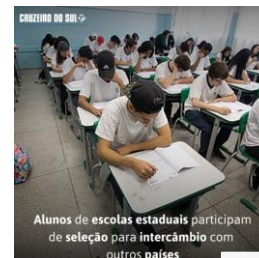 CRUZEIRO DO SUL
Alunos de escolas estaduais participam
de seleção para intercâmbio com
outros países